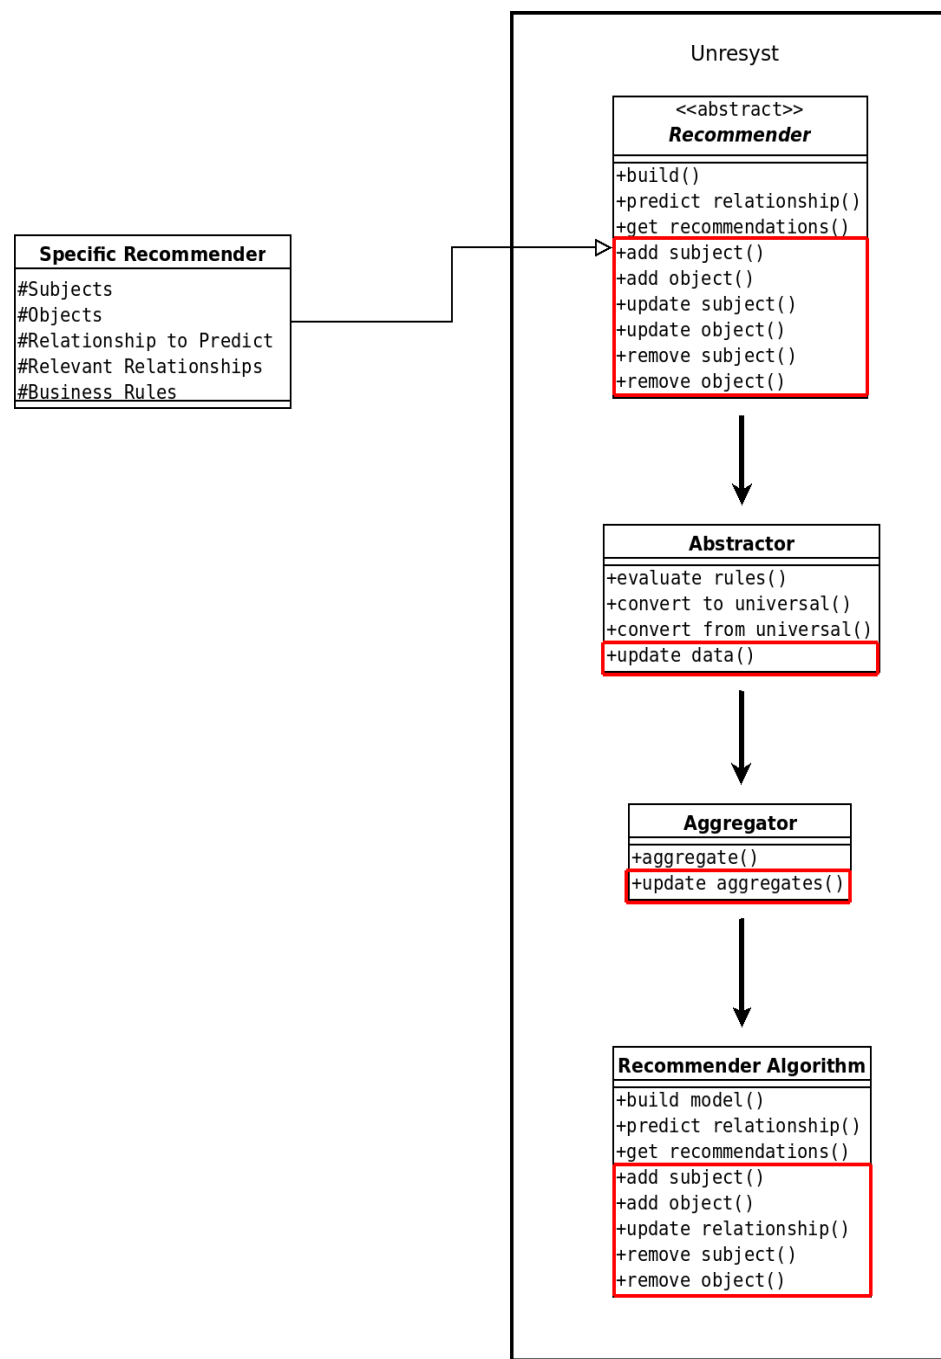 Unresyst
<<abstract>>
Recommender
+build()
+predict relationship()
+get recommendations()
+add subject()
+add object()
+update subject()
+update object()
+remove subject()
+remove object()
Specific Recommender
#Subjects
#Objects
#Relationship to Predict
#Relevant Relationships
#Business Rules
Abstractor
+evaluate rules()
+convert to universal()
+convert from universal()
+update data()
Aggregator
+aggregate()
+update aggregates()
Recommender Algorithm
+build model()
+predict relationship()
+get recommendations()
+add subject()
+add object()
+update relationship()
+remove subject()
+remove object()